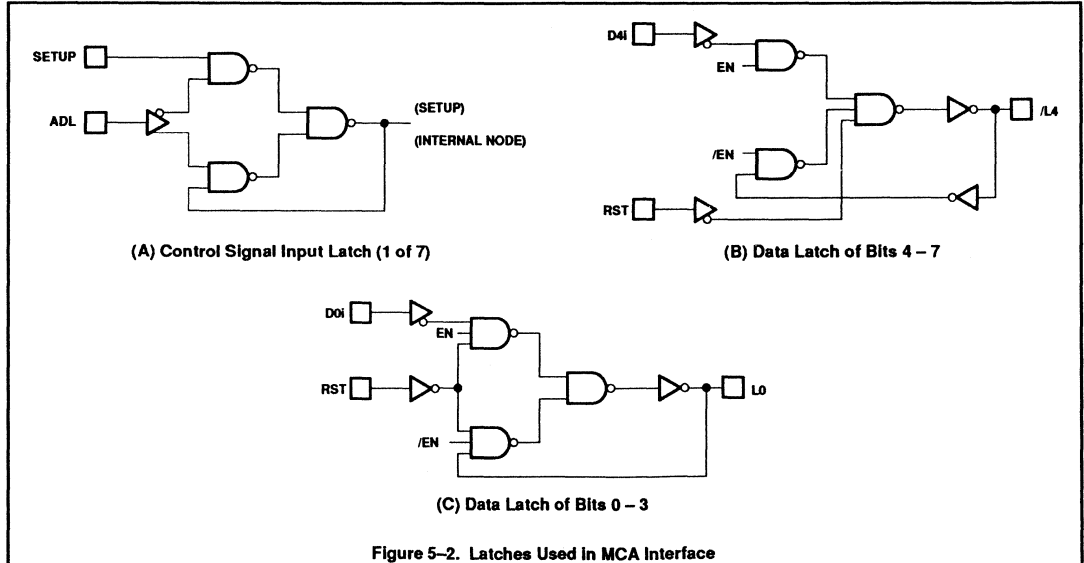 SETUP
ADL
(SETUP)
(INTERNAL NODE)
(A) Control Signal Input Latch (1 of 7)
D4i
EN
/EN
RST
/L4
(B) Data Latch of Bits 4 – 7
D0i
EN
RST
/EN
L0
(C) Data Latch of Bits 0 – 3
Figure 5–2. Latches Used in MCA Interface